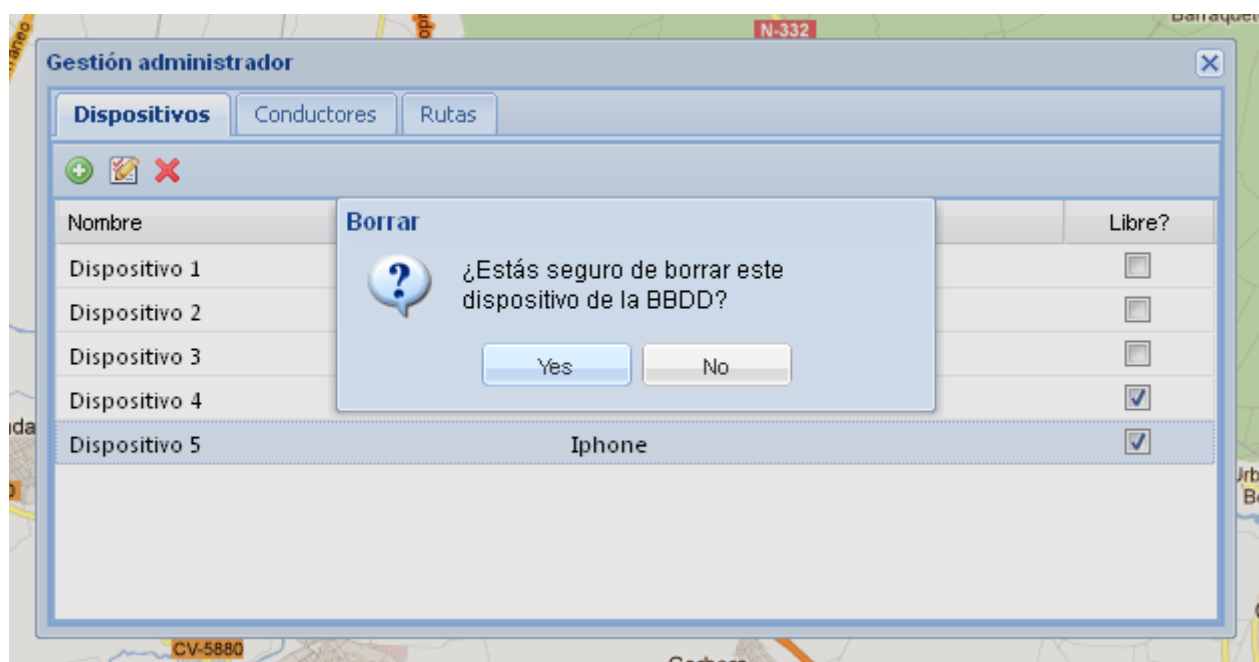 N-332
Gestión administrador
Dispositivos Conductores Rutas
Nombre Libre?
Borrar
Dispositivo 1
¿Estás seguro de borrar este
dispositivo de la BBDD?
Dispositivo 2
Dispositivo 3
Yes No
Dispositivo 4
Dispositivo 5 Iphone
CV-5880